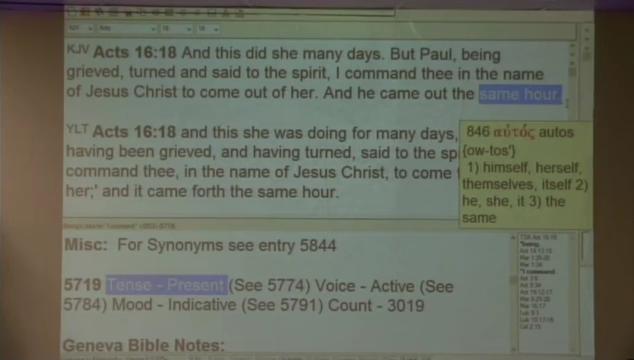 KJV Acts 16:18 And this did she many days. But Paul, being
grieved, turned and said to the spirit, I command thee in the name
of Jesus Christ to come out of her. And he came out the same hour.
YLT Acts 16:18 and this she was doing for many days,
having been grieved, and having turned, said to the sp
command thee, in the name of Jesus Christ, to come
her;' and it came forth the same hour.
846 αὐτός autos
{ow-tos'}
1) himself, herself,
themselves, itself 2)
he, she, it 3) the
same
Misc: For Synonyms see entry 5844
5719 Tense - Present (See 5774) Voice - Active (See
5784) Mood - Indicative (See 5791) Count - 3019
Geneva Bible Notes: